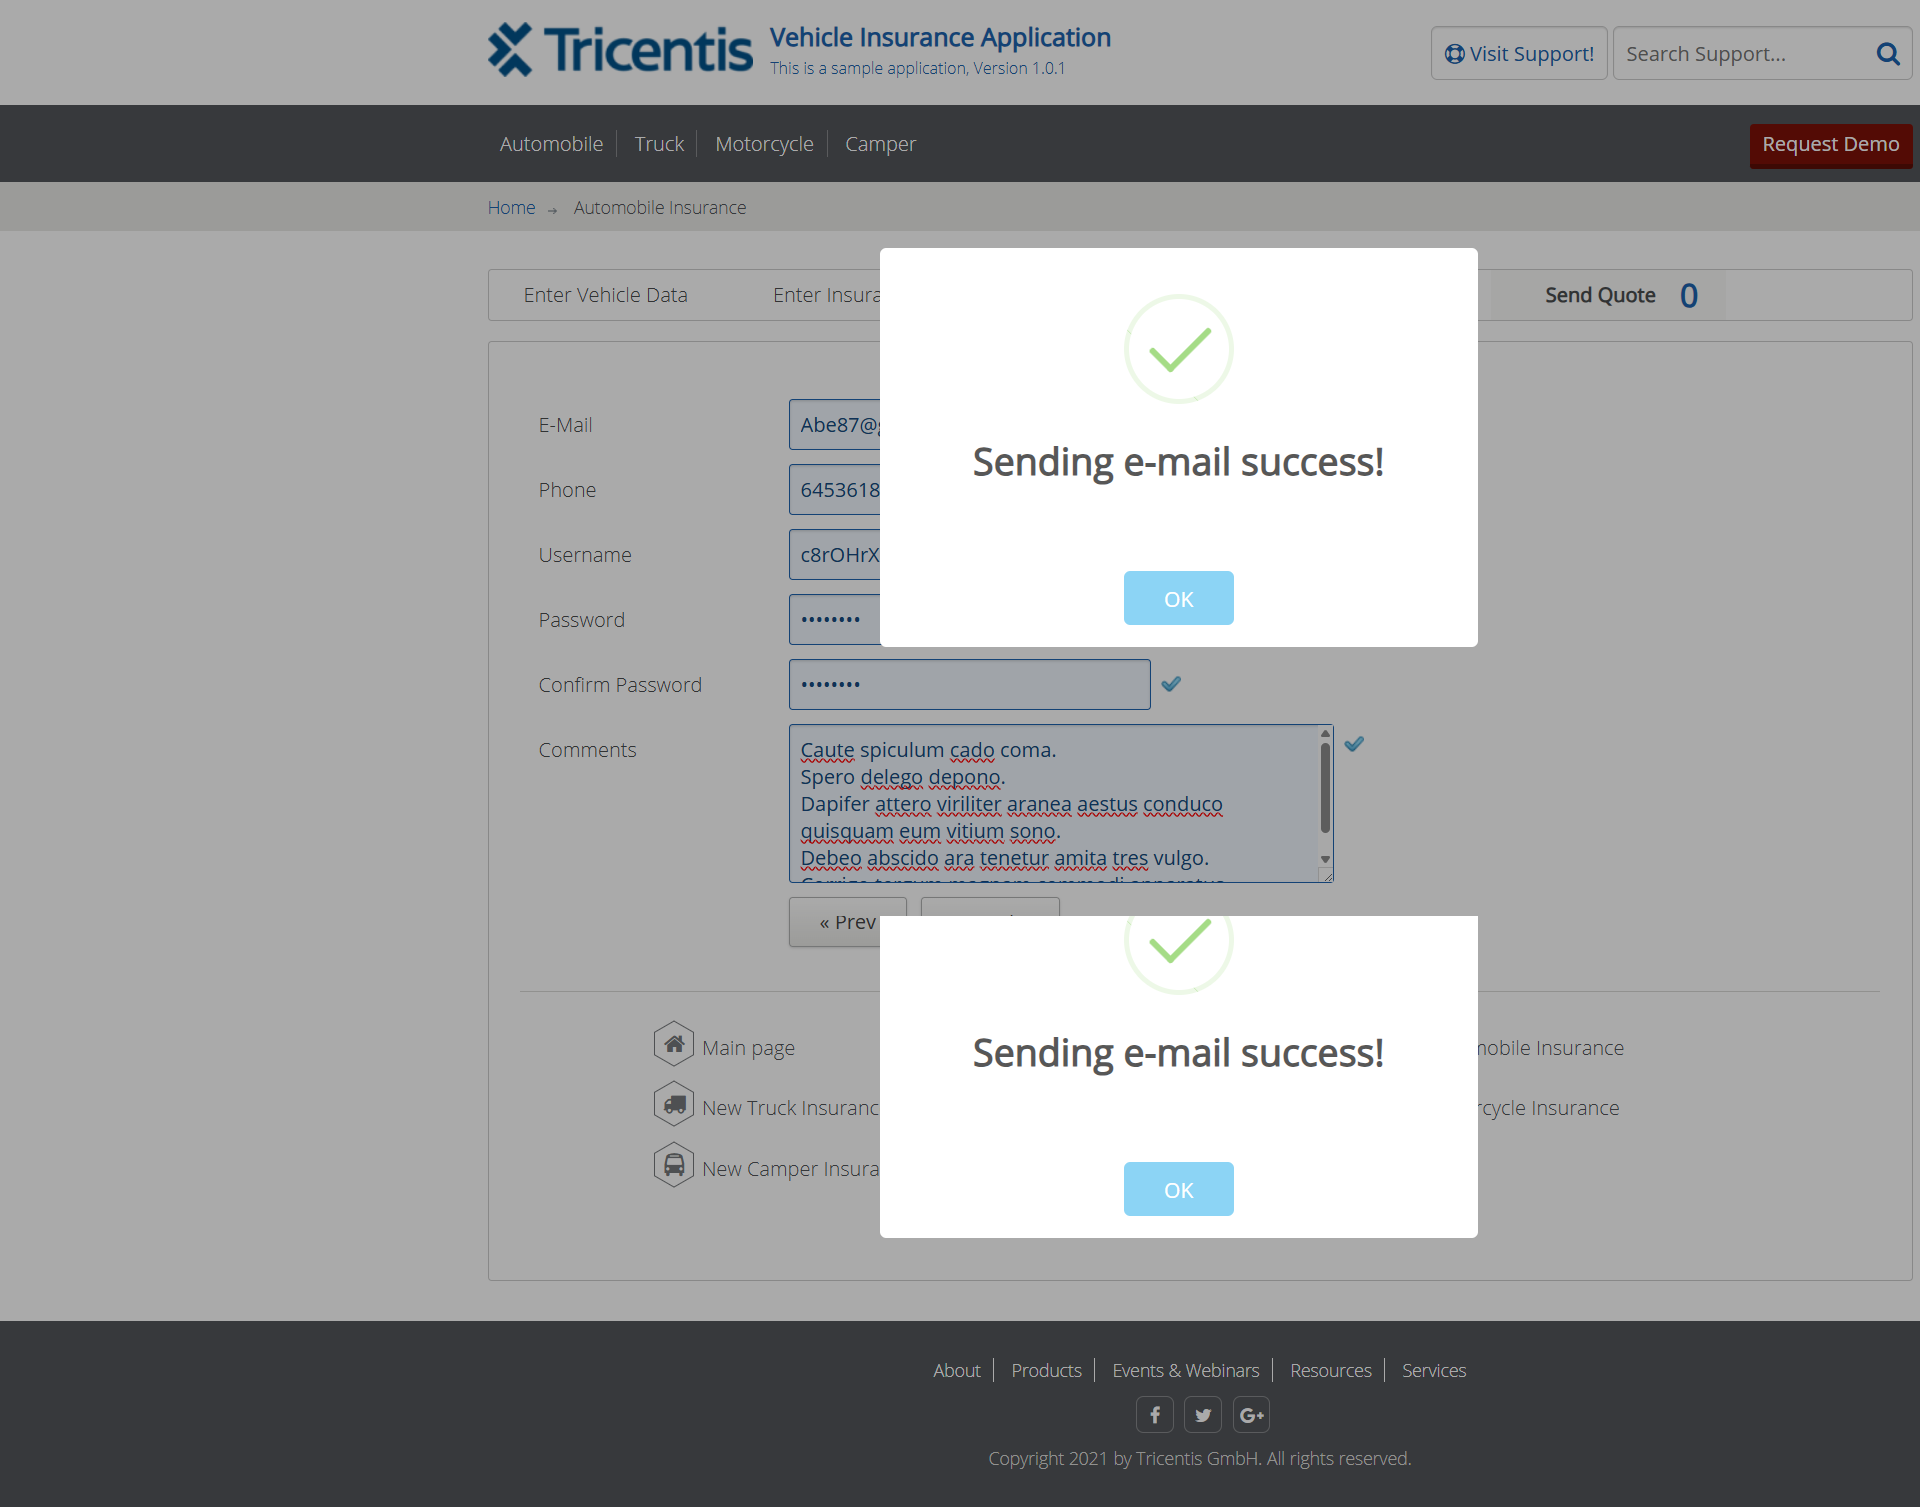 Tricentis
Vehicle Insurance Application
This is a sample application, Version 1.0.1
Visit Support!
Search Support...
Automobile
Truck
Motorcycle
Camper
Request Demo
Home → Automobile Insurance
Enter Vehicle Data
Enter Insura
Send Quote 0
Sending e-mail success!
OK
E-Mail
Abe87@g
Phone
6453618
Username
c8rOHrX
Password
••••••••
Confirm Password
••••••••
Comments
Caute spiculum cado coma.
Spero delego depono.
Dapifer attero viriliter aranea aestus conduco
quisquam eum vitium sono.
Debeo abscido ara tenetur amita tres vulgo.
« Prev
Sending e-mail success!
OK
Main page
mobile Insurance
New Truck Insuranc
rcycle Insurance
New Camper Insura
About
Products
Events & Webinars
Resources
Services
Copyright 2021 by Tricentis GmbH. All rights reserved.